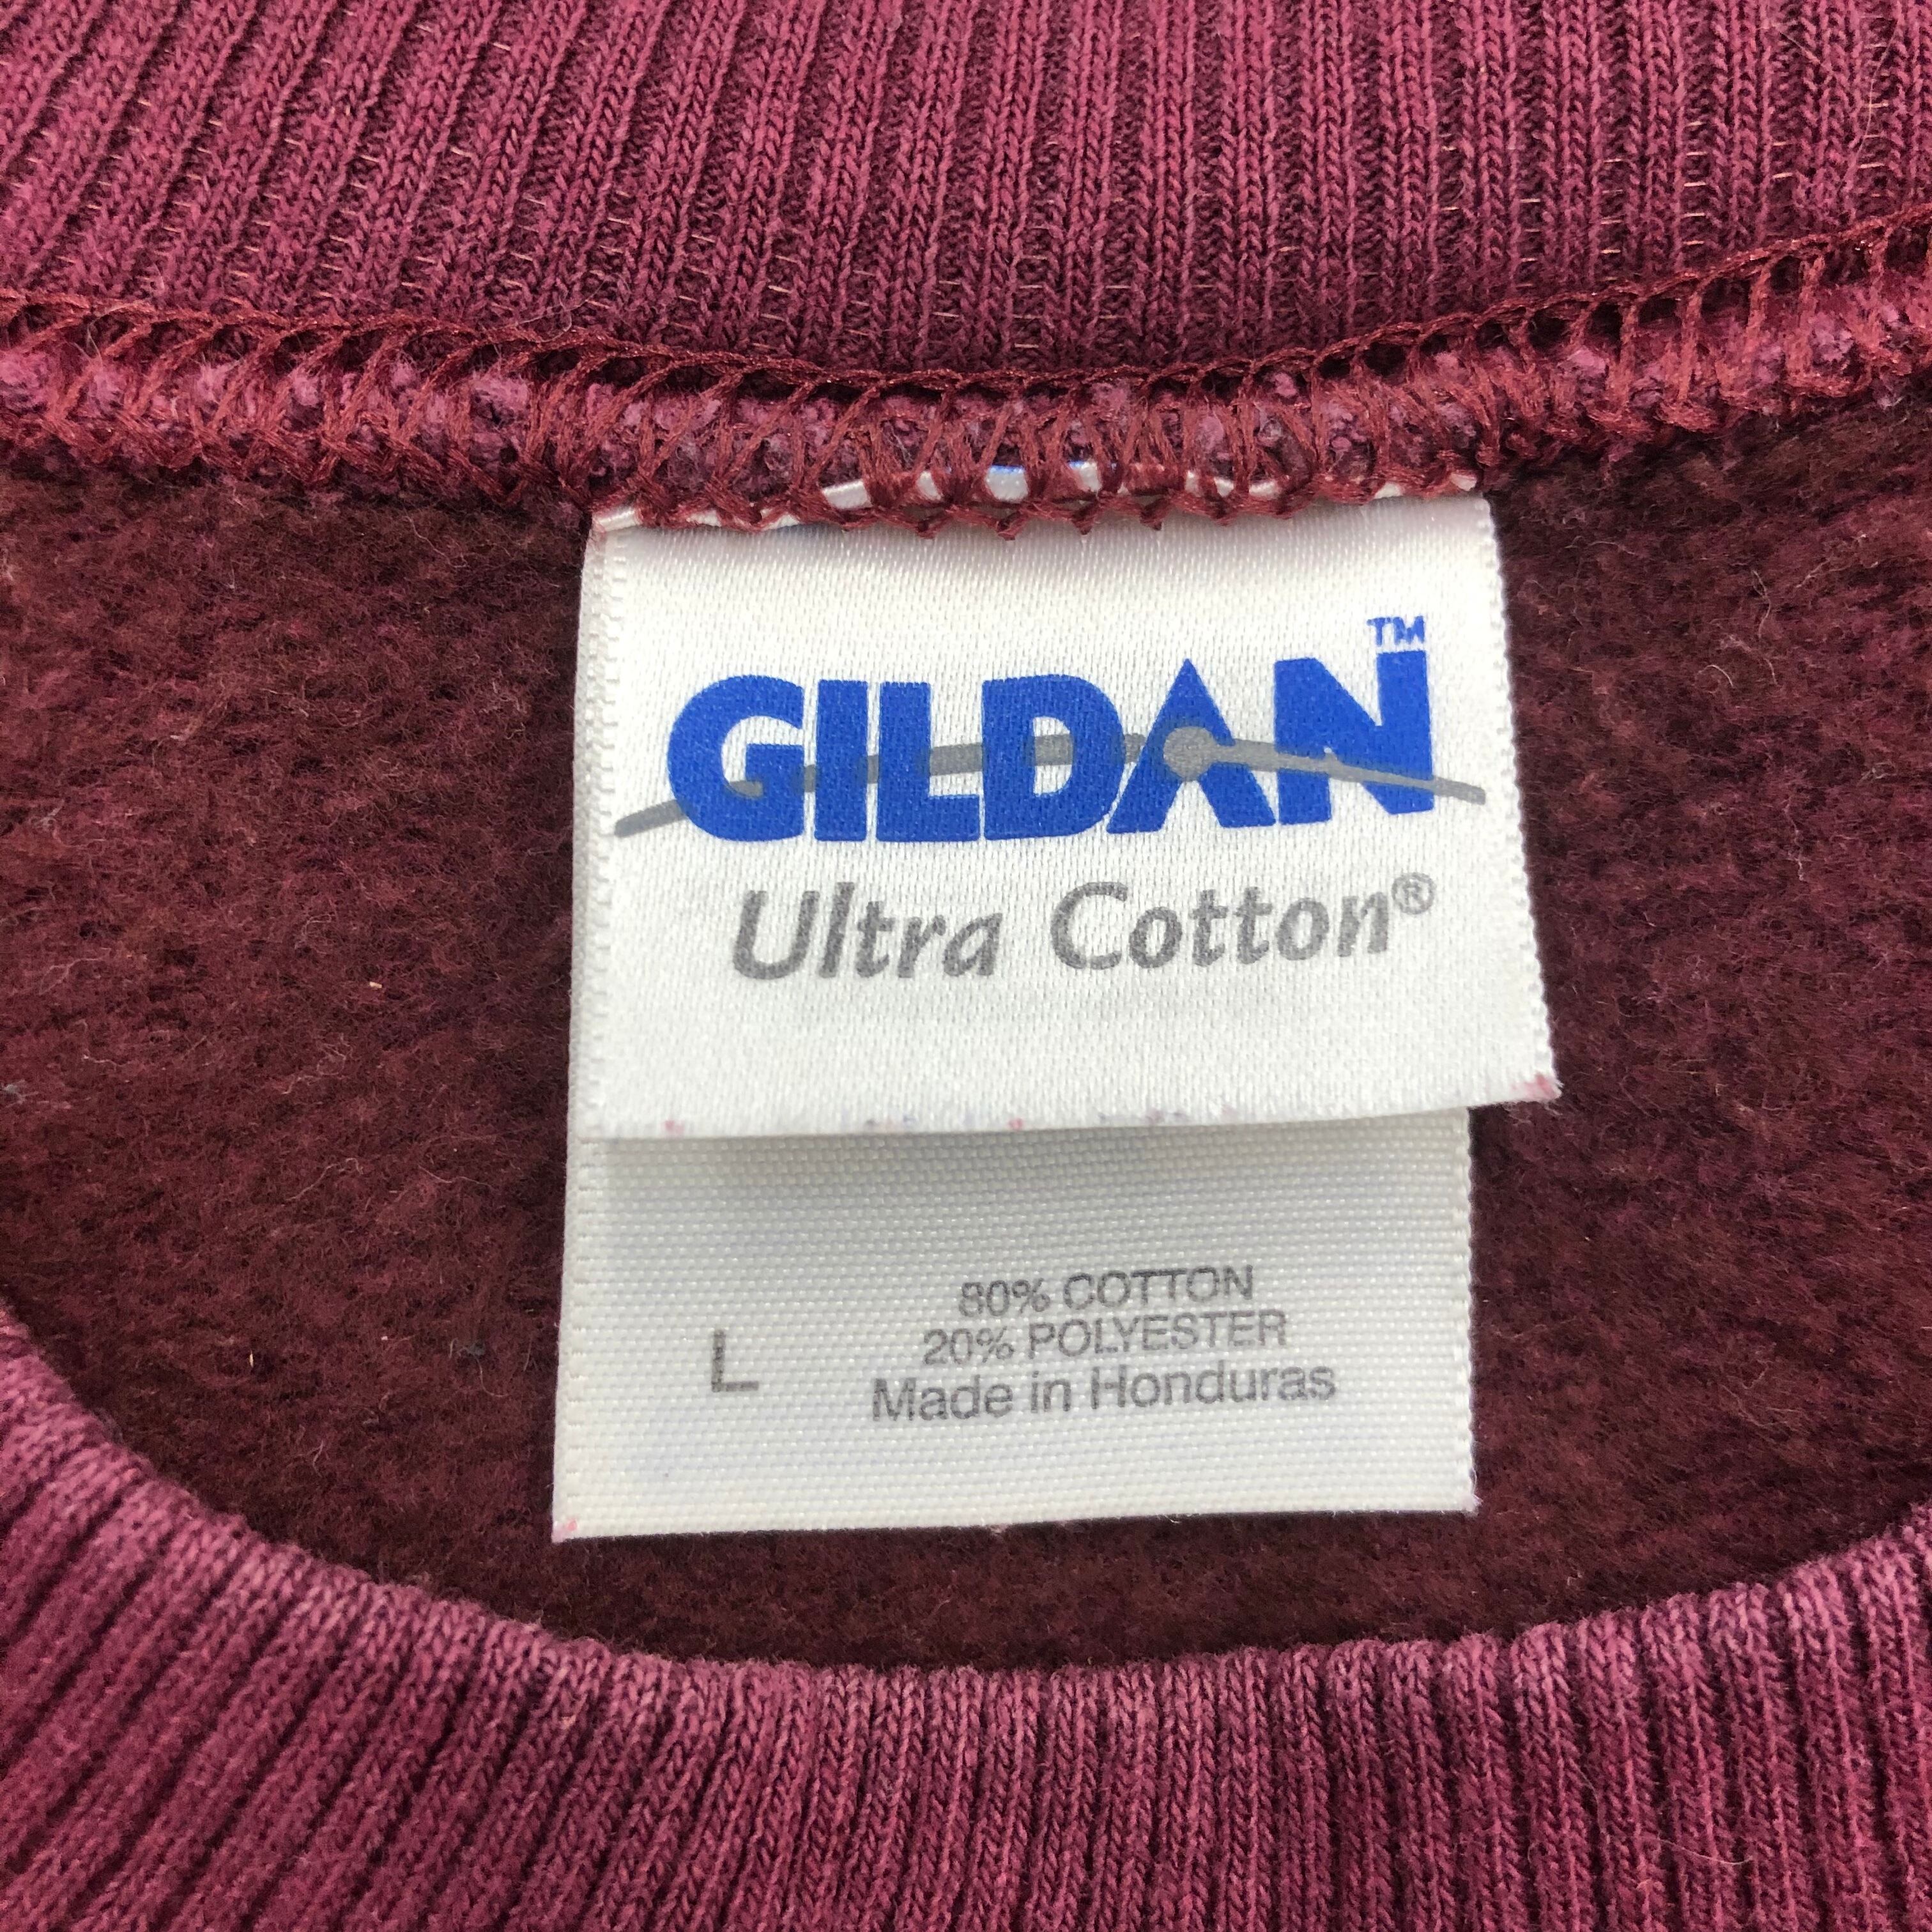 GILDAN™
Ultra Cotton®
80% COTTON
20% POLYESTER
L Made in Honduras